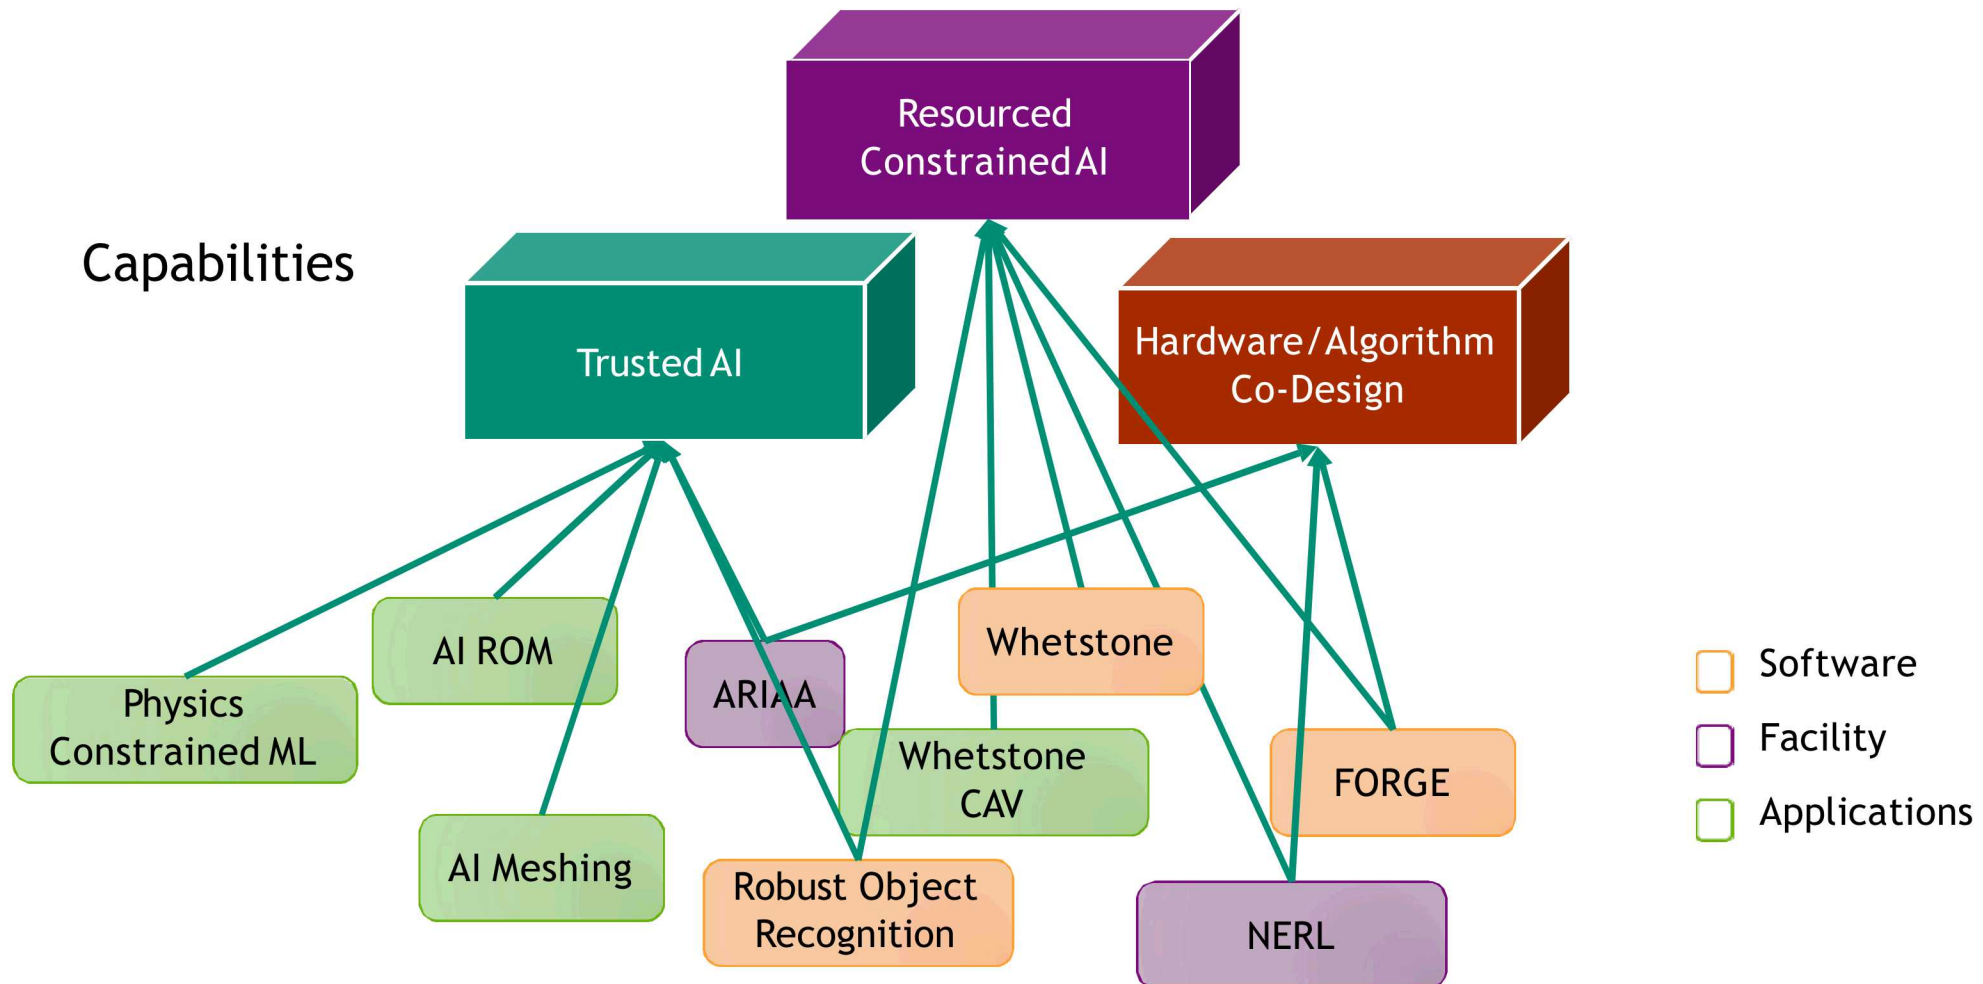 Resourced
Constrained AI
Capabilities
Trusted AI
Hardware/Algorithm
Co-Design
AI ROM
Whetstone
ARIAA
Physics
Constrained ML
Whetstone
CAV
FORGE
AI Meshing
Robust Object
Recognition
NERL
Software
Facility
Applications